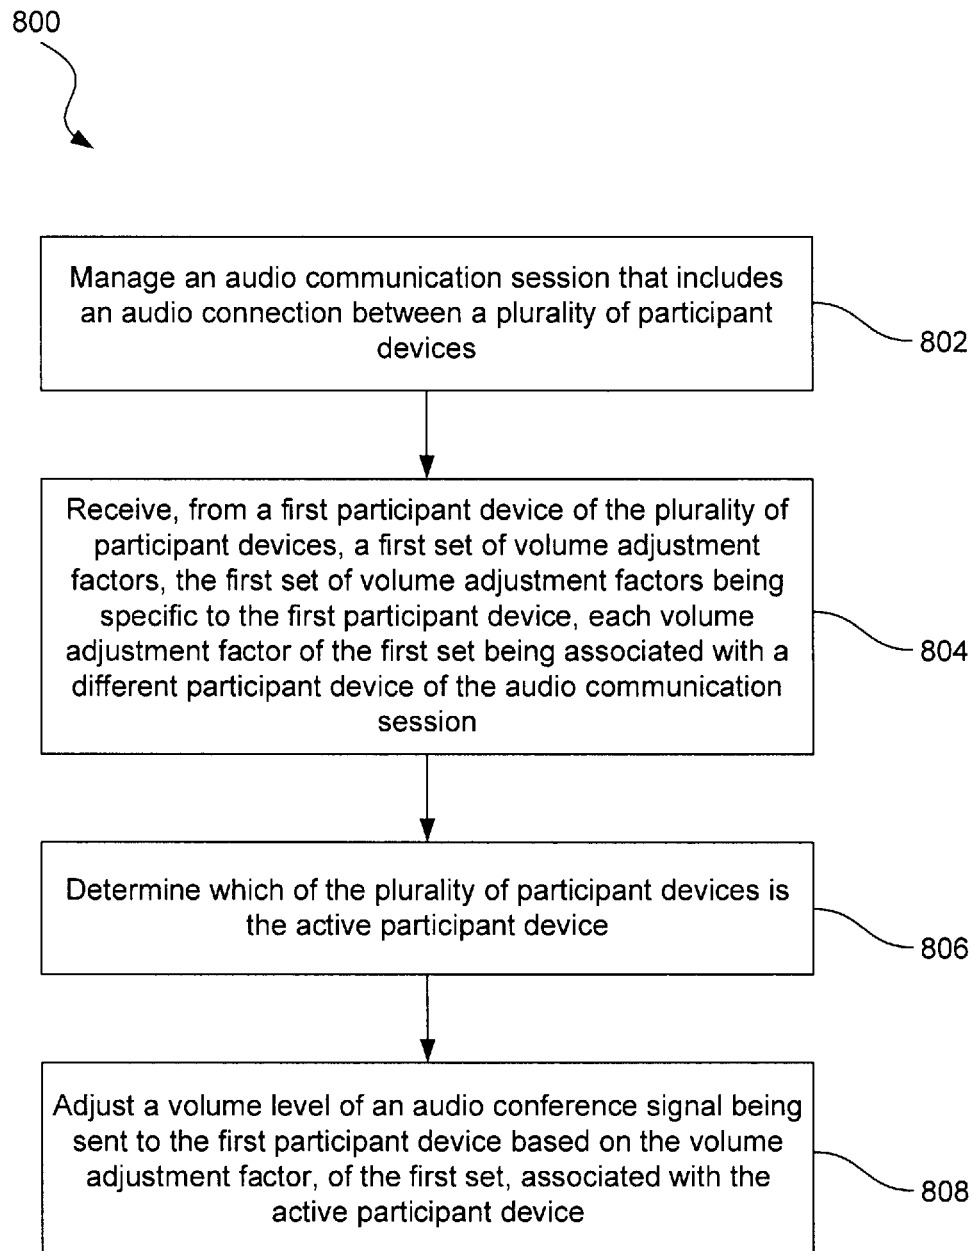 800
Manage an audio communication session that includes
an audio connection between a plurality of participant
devices
802
Receive, from a first participant device of the plurality of
participant devices, a first set of volume adjustment
factors, the first set of volume adjustment factors being
specific to the first participant device, each volume
adjustment factor of the first set being associated with a
different participant device of the audio communication
session
804
Determine which of the plurality of participant devices is
the active participant device
806
Adjust a volume level of an audio conference signal being
sent to the first participant device based on the volume
adjustment factor, of the first set, associated with the
active participant device
808